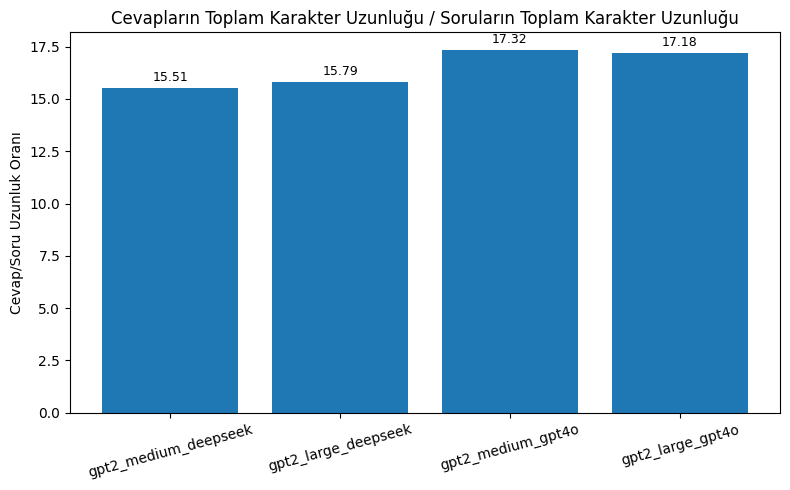 Cevapların Toplam Karakter Uzunluğu / Soruların Toplam Karakter Uzunluğu
Cevap/Soru Uzunluk Oranı
17.5
15.0
12.5
10.0
7.5
5.0
2.5
0.0
15.51
15.79
17.32
17.18
gpt2_medium_deepseek
gpt2_large_deepseek
gpt2_medium_gpt4o
gpt2_large_gpt4o